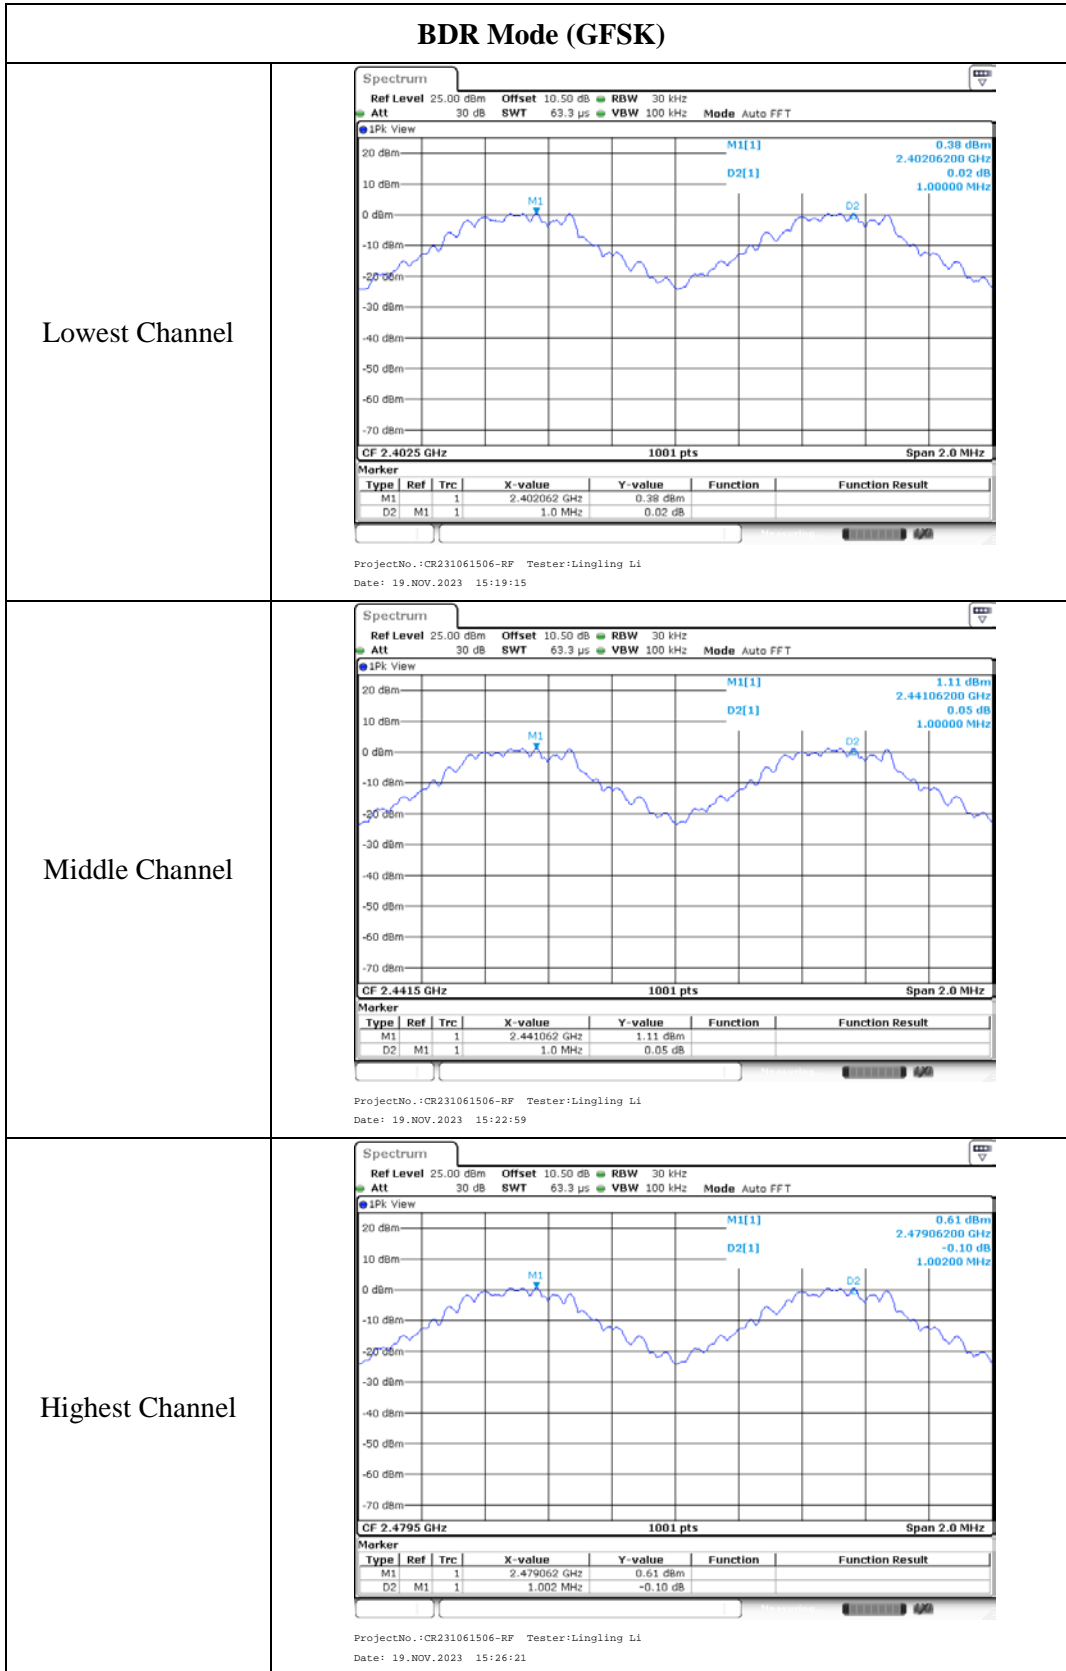 BDR Mode (GFSK)
Lowest Channel
Spectrum
Ref Level 25.00 dBm Offset 10.50 dB RBW 30 kHz
Att 30 dB SWT 63.3 µs VBW 100 kHz Mode Auto FFT
1Pk View
M1[1] 0.38 dBm
2.40206200 GHz
D2[1] 0.02 dB
1.00000 MHz
20 dBm
10 dBm
M1
D2
0 dBm
-10 dBm
-20 dBm
-30 dBm
-40 dBm
-50 dBm
-60 dBm
-70 dBm
CF 2.4025 GHz 1001 pts Span 2.0 MHz
Marker
Type Ref Trc X-value Y-value Function Function Result
M1 1 2.402062 GHz 0.38 dBm
D2 M1 1 1.0 MHz 0.02 dB
ProjectNo.:CR231061506-RF Tester:Lingling Li
Date: 19.NOV.2023 15:19:15
Middle Channel
Spectrum
Ref Level 25.00 dBm Offset 10.50 dB RBW 30 kHz
Att 30 dB SWT 63.3 µs VBW 100 kHz Mode Auto FFT
1Pk View
M1[1] 1.11 dBm
2.44106200 GHz
D2[1] 0.05 dB
1.00000 MHz
20 dBm
10 dBm
M1
D2
0 dBm
-10 dBm
-20 dBm
-30 dBm
-40 dBm
-50 dBm
-60 dBm
-70 dBm
CF 2.4415 GHz 1001 pts Span 2.0 MHz
Marker
Type Ref Trc X-value Y-value Function Function Result
M1 1 2.441062 GHz 1.11 dBm
D2 M1 1 1.0 MHz 0.05 dB
ProjectNo.:CR231061506-RF Tester:Lingling Li
Date: 19.NOV.2023 15:22:59
Highest Channel
Spectrum
Ref Level 25.00 dBm Offset 10.50 dB RBW 30 kHz
Att 30 dB SWT 63.3 µs VBW 100 kHz Mode Auto FFT
1Pk View
M1[1] 0.61 dBm
2.47906200 GHz
D2[1] -0.10 dB
1.00200 MHz
20 dBm
10 dBm
M1
D2
0 dBm
-10 dBm
-20 dBm
-30 dBm
-40 dBm
-50 dBm
-60 dBm
-70 dBm
CF 2.4795 GHz 1001 pts Span 2.0 MHz
Marker
Type Ref Trc X-value Y-value Function Function Result
M1 1 2.479062 GHz 0.61 dBm
D2 M1 1 1.002 MHz -0.10 dB
ProjectNo.:CR231061506-RF Tester:Lingling Li
Date: 19.NOV.2023 15:26:21